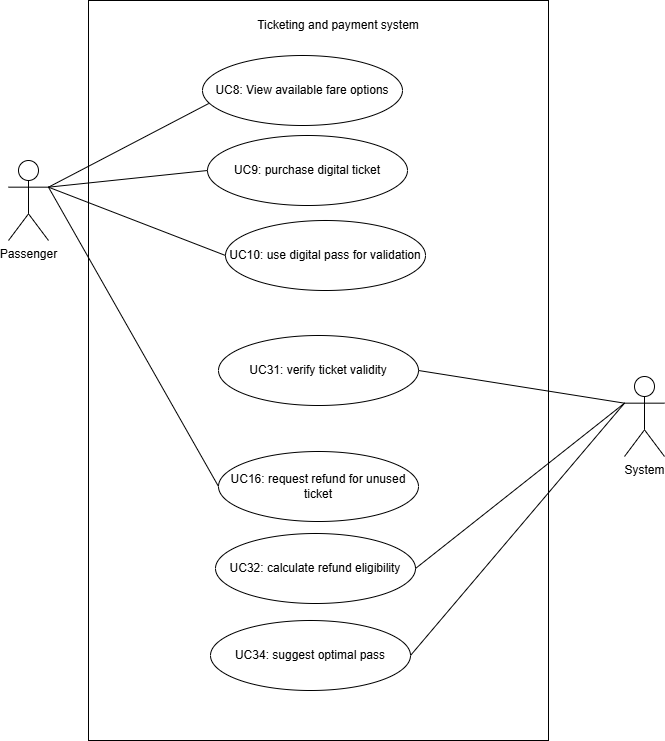 Ticketing and payment system
UC8: View available fare options
UC9: purchase digital ticket
Passenger
UC10: use digital pass for validation
UC31: verify ticket validity
System
UC16: request refund for unused
ticket
UC32: calculate refund eligibility
UC34: suggest optimal pass